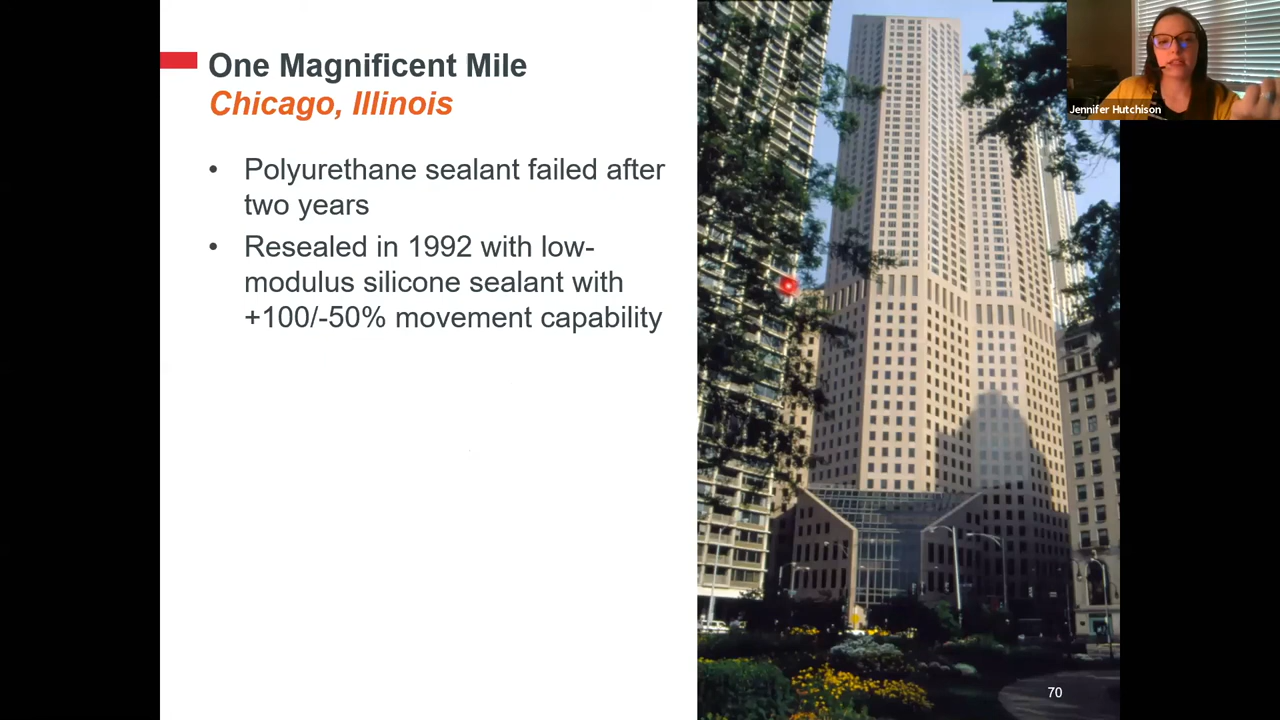 One Magnificent Mile
Chicago, Illinois
• Polyurethane sealant failed after
two years
• Resealed in 1992 with low-
modulus silicone sealant with
+100/-50% movement capability
Jennifer Hutchison
70